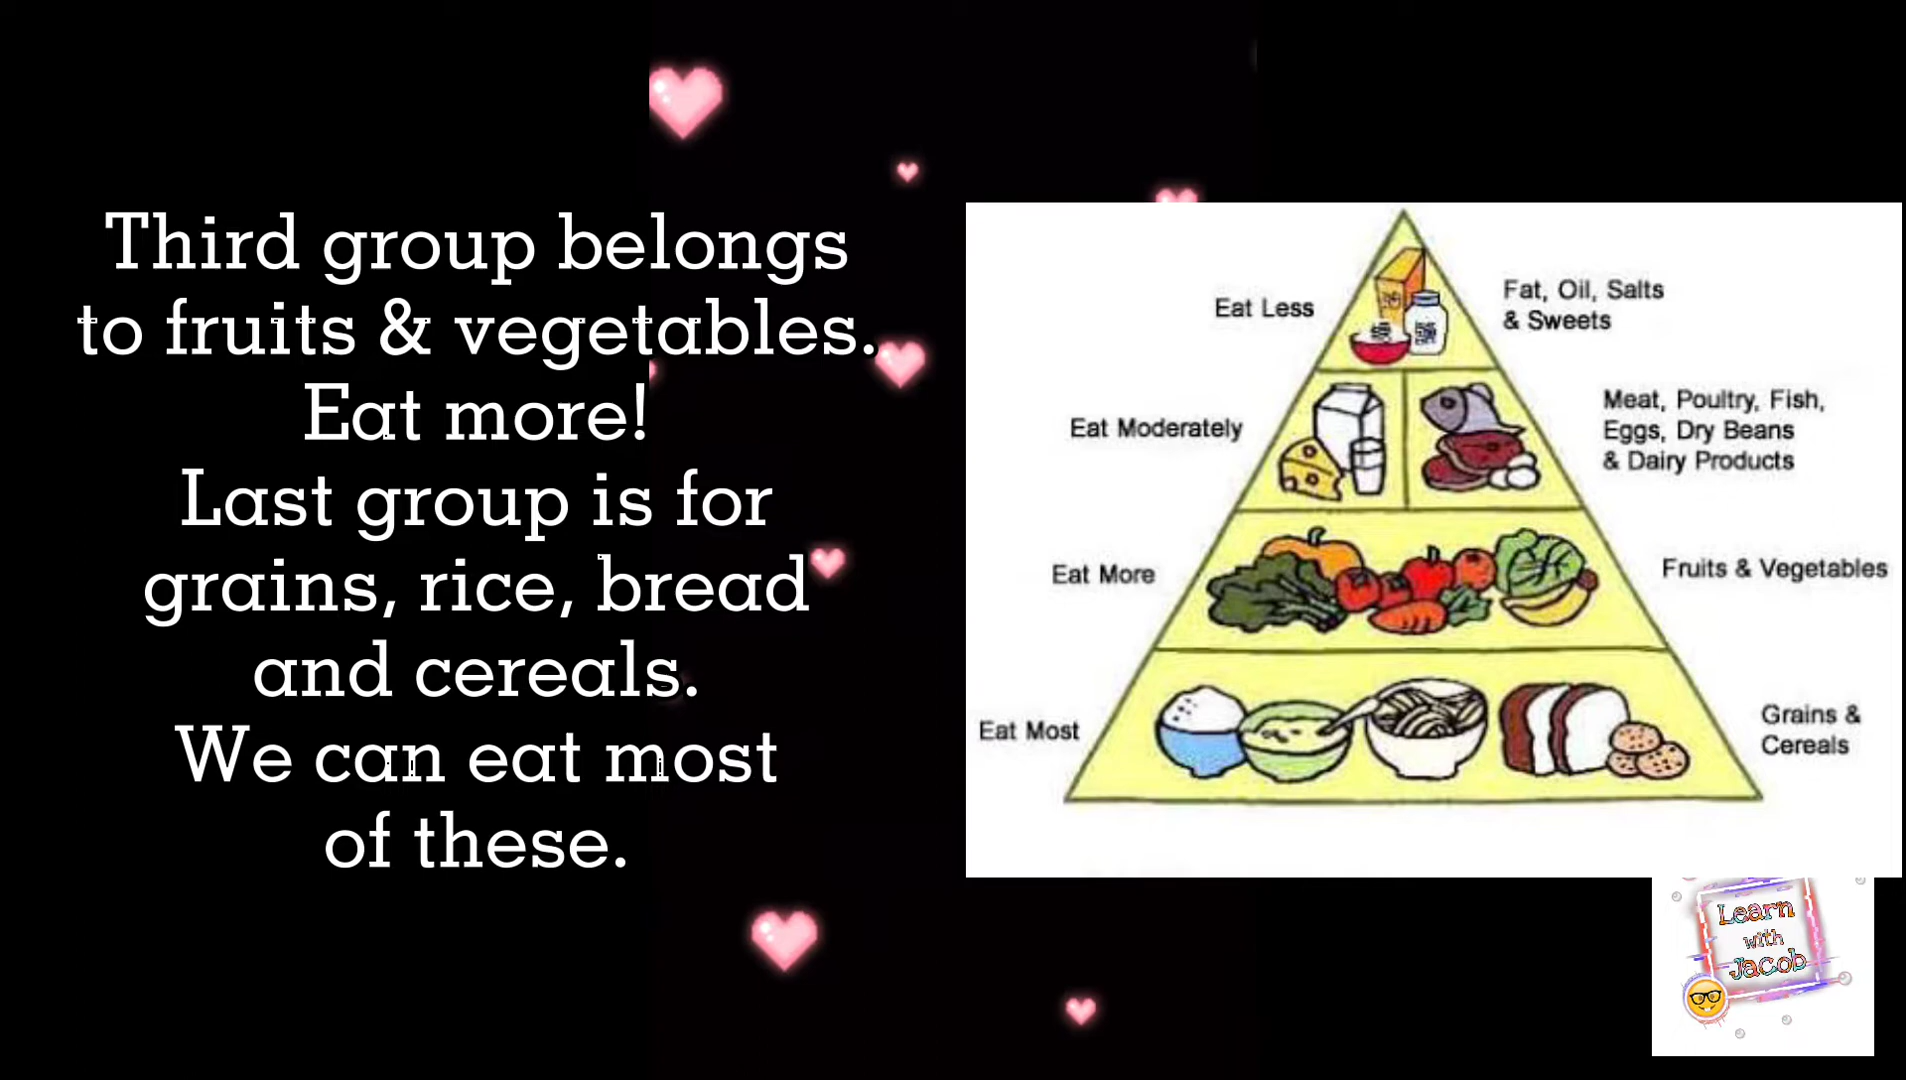 Third group belongs
to fruits & vegetables.
Eat more!
Last group is for
grains, rice, bread
and cereals.
We can eat most
of these.
Eat Less
Fat, Oil, Salts
& Sweets
Eat Moderately
Meat, Poultry, Fish,
Eggs, Dry Beans
& Dairy Products
Eat More
Fruits & Vegetables
Eat Most
Grains &
Cereals
Learn
with
Jacob